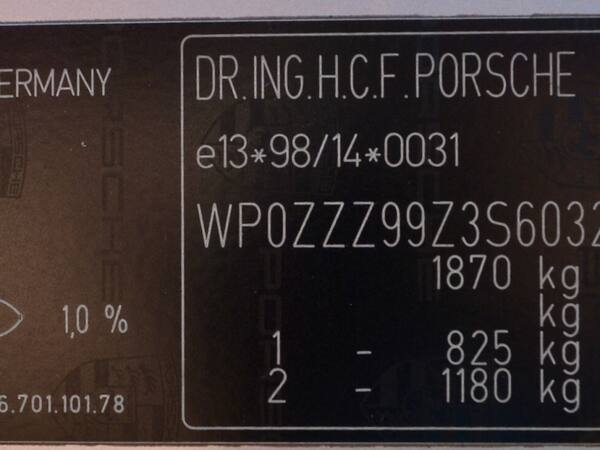 ERMANY
1,0 %
6.701.101.78
DR.ING.H.C.F.PORSCHE
e13*98/14*0031
WP0ZZZ99Z3S6032
1870 kg
kg
1 - 825 kg
2 - 1180 kg